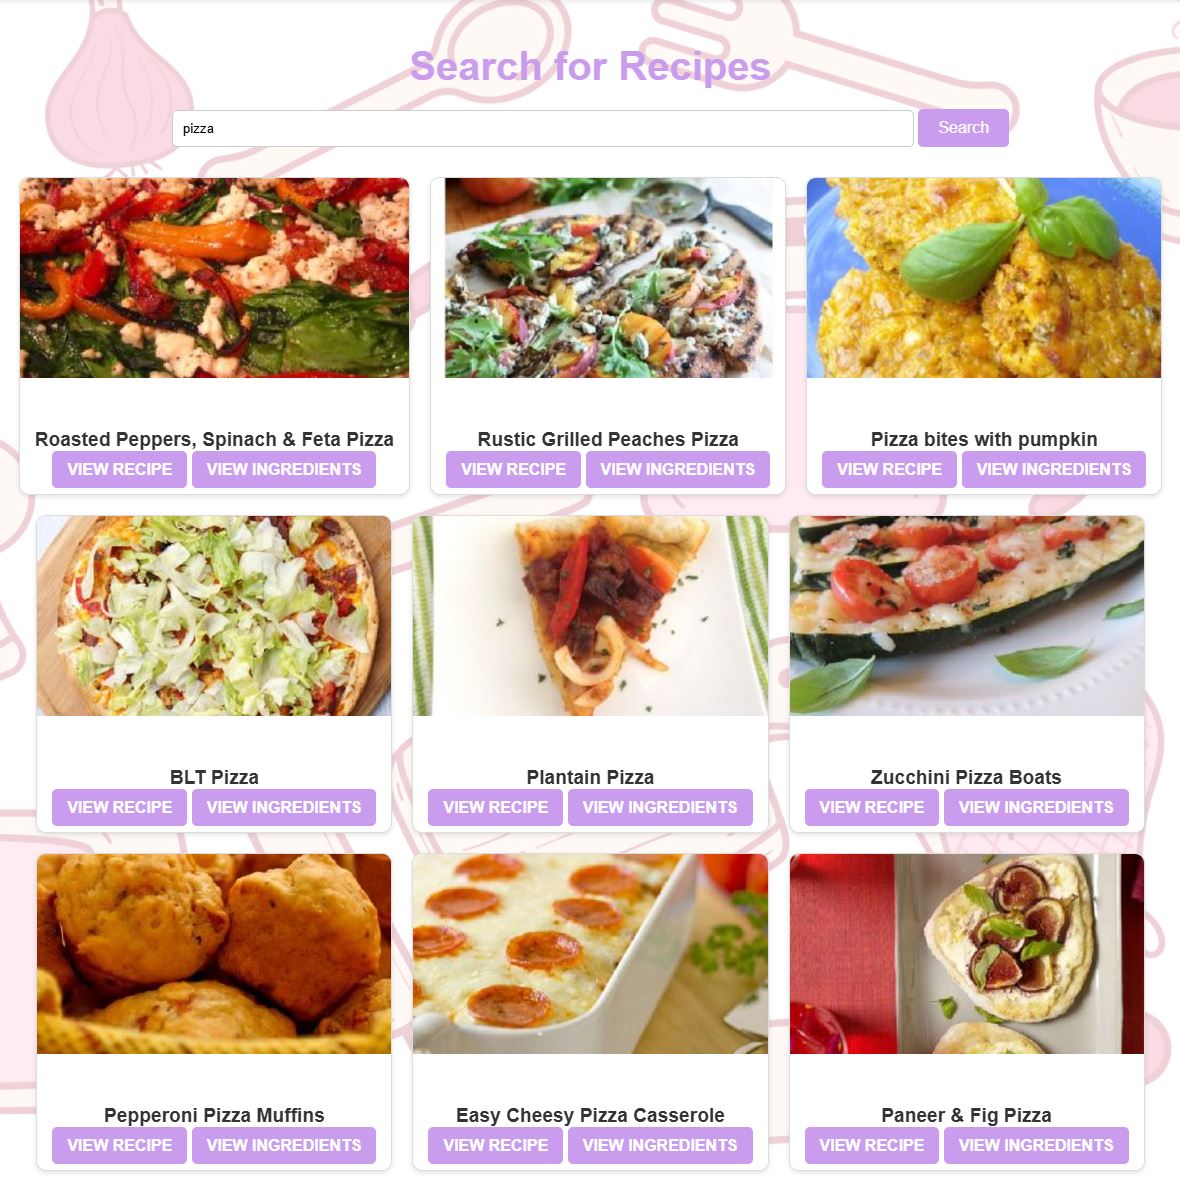 Search for Recipes
pizza
Search
Roasted Peppers, Spinach & Feta Pizza
VIEW RECIPE VIEW INGREDIENTS
Rustic Grilled Peaches Pizza
VIEW RECIPE VIEW INGREDIENTS
Pizza bites with pumpkin
VIEW RECIPE VIEW INGREDIENTS
BLT Pizza
VIEW RECIPE VIEW INGREDIENTS
Plantain Pizza
VIEW RECIPE VIEW INGREDIENTS
Zucchini Pizza Boats
VIEW RECIPE VIEW INGREDIENTS
Pepperoni Pizza Muffins
VIEW RECIPE VIEW INGREDIENTS
Easy Cheesy Pizza Casserole
VIEW RECIPE VIEW INGREDIENTS
Paneer & Fig Pizza
VIEW RECIPE VIEW INGREDIENTS